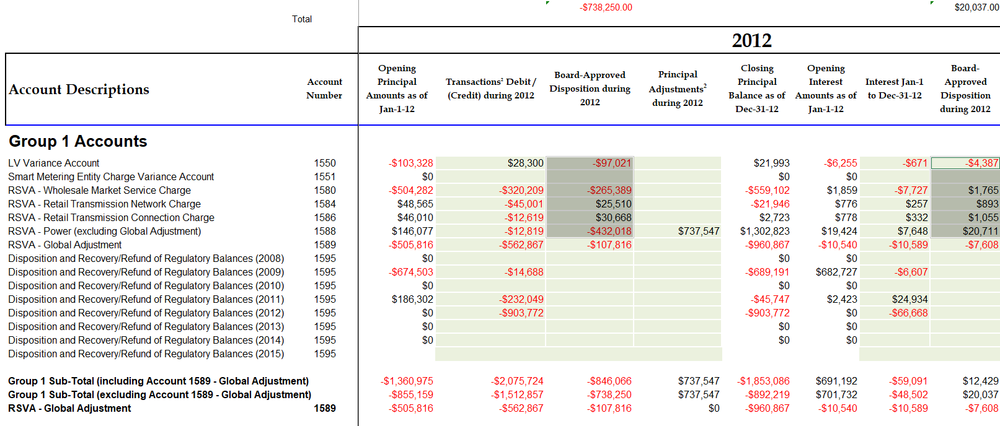 -$738,250.00 $20,037.00
Total
2012
Account Descriptions
Account Number
Opening Principal Amounts as of Jan-1-12
Transactions² Debit / (Credit) during 2012
Board-Approved Disposition during 2012
Principal Adjustments² during 2012
Closing Principal Balance as of Dec-31-12
Opening Interest Amounts as of Jan-1-12
Interest Jan-1 to Dec-31-12
Board-Approved Disposition during 2012
Group 1 Accounts
LV Variance Account 1550 -$103,328 $28,300 -$97,021 $21,993 -$6,255 -$671 -$4,387
Smart Metering Entity Charge Variance Account 1551 $0 $0 $0
RSVA - Wholesale Market Service Charge 1580 -$504,282 -$320,209 -$265,389 -$559,102 $1,859 -$7,727 $1,765
RSVA - Retail Transmission Network Charge 1584 $48,565 -$45,001 $25,510 -$21,946 $776 $257 $893
RSVA - Retail Transmission Connection Charge 1586 $46,010 -$12,619 $30,668 $2,723 $778 $332 $1,055
RSVA - Power (excluding Global Adjustment) 1588 $146,077 -$12,819 -$432,018 $737,547 $1,302,823 $19,424 $7,648 $20,711
RSVA - Global Adjustment 1589 -$505,816 -$562,867 -$107,816 -$960,867 -$10,540 -$10,589 -$7,608
Disposition and Recovery/Refund of Regulatory Balances (2008) 1595 $0 $0 $0
Disposition and Recovery/Refund of Regulatory Balances (2009) 1595 -$674,503 -$14,688 -$689,191 $682,727 -$6,607
Disposition and Recovery/Refund of Regulatory Balances (2010) 1595 $0 $0 $0
Disposition and Recovery/Refund of Regulatory Balances (2011) 1595 $186,302 -$232,049 -$45,747 $2,423 $24,934
Disposition and Recovery/Refund of Regulatory Balances (2012) 1595 $0 -$903,772 -$903,772 $0 -$66,668
Disposition and Recovery/Refund of Regulatory Balances (2013) 1595 $0 $0 $0
Disposition and Recovery/Refund of Regulatory Balances (2014) 1595 $0 $0 $0
Disposition and Recovery/Refund of Regulatory Balances (2015) 1595
Group 1 Sub-Total (including Account 1589 - Global Adjustment) -$1,360,975 -$2,075,724 -$846,066 $737,547 -$1,853,086 $691,192 -$59,091 $12,429
Group 1 Sub-Total (excluding Account 1589 - Global Adjustment) -$855,159 -$1,512,857 -$738,250 $737,547 -$892,219 $701,732 -$48,502 $20,037
RSVA - Global Adjustment 1589 -$505,816 -$562,867 -$107,816 $0 -$960,867 -$10,540 -$10,589 -$7,608